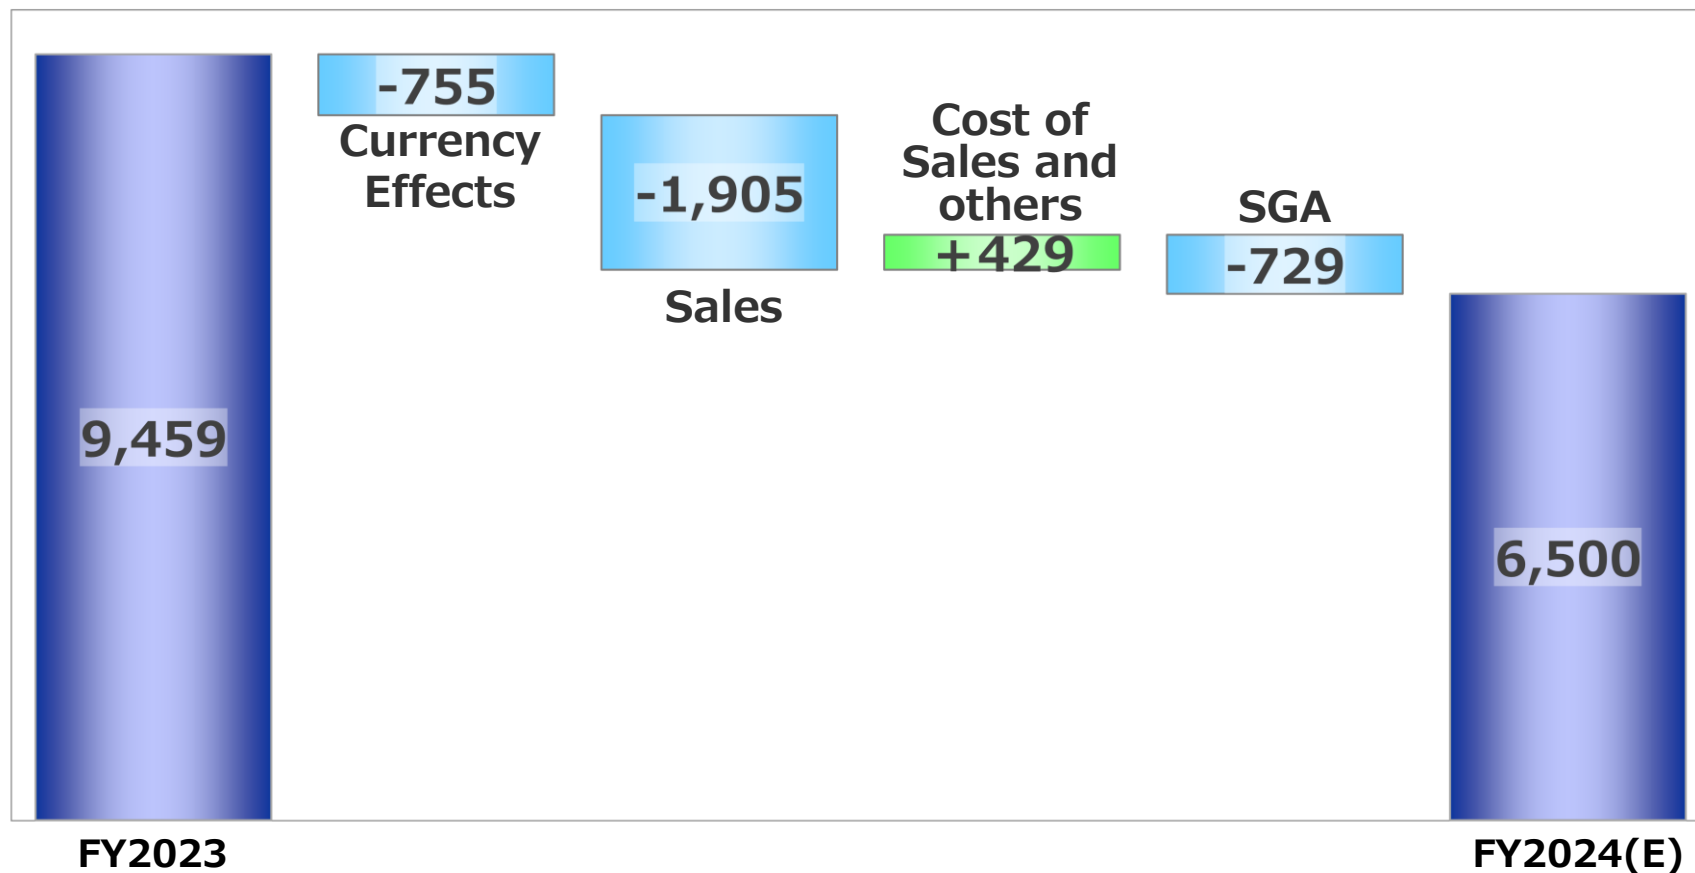 9,459
FY2023
-755
Currency
Effects
-1,905
Sales
Cost of
Sales and
others
+429
SGA
-729
6,500
FY2024(E)